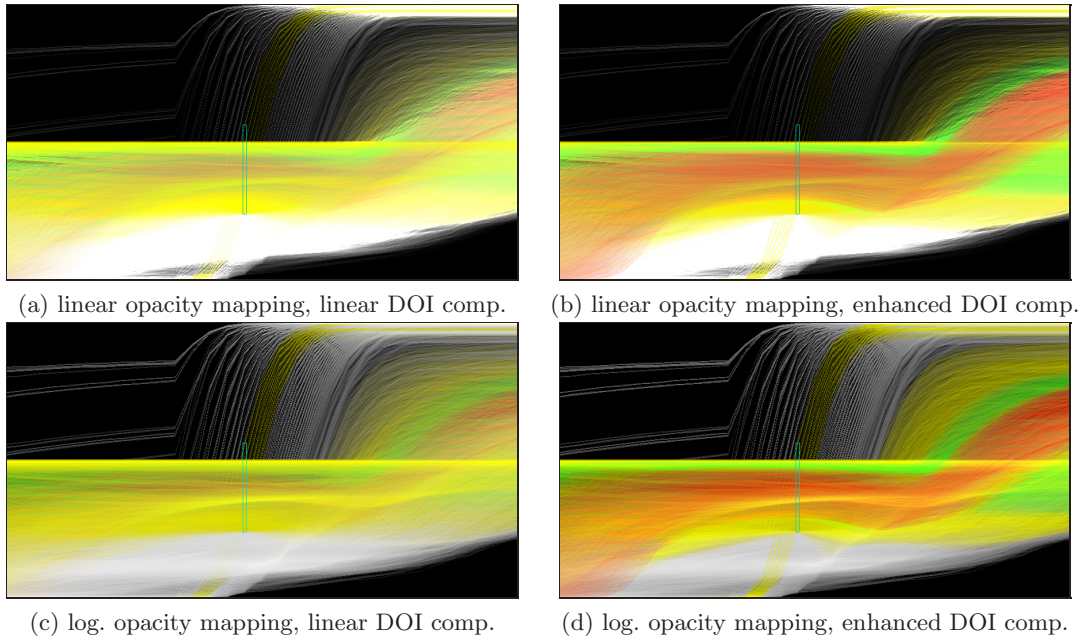 (a) linear opacity mapping, linear DOI comp.
(b) linear opacity mapping, enhanced DOI comp.
(c) log. opacity mapping, linear DOI comp.
(d) log. opacity mapping, enhanced DOI comp.